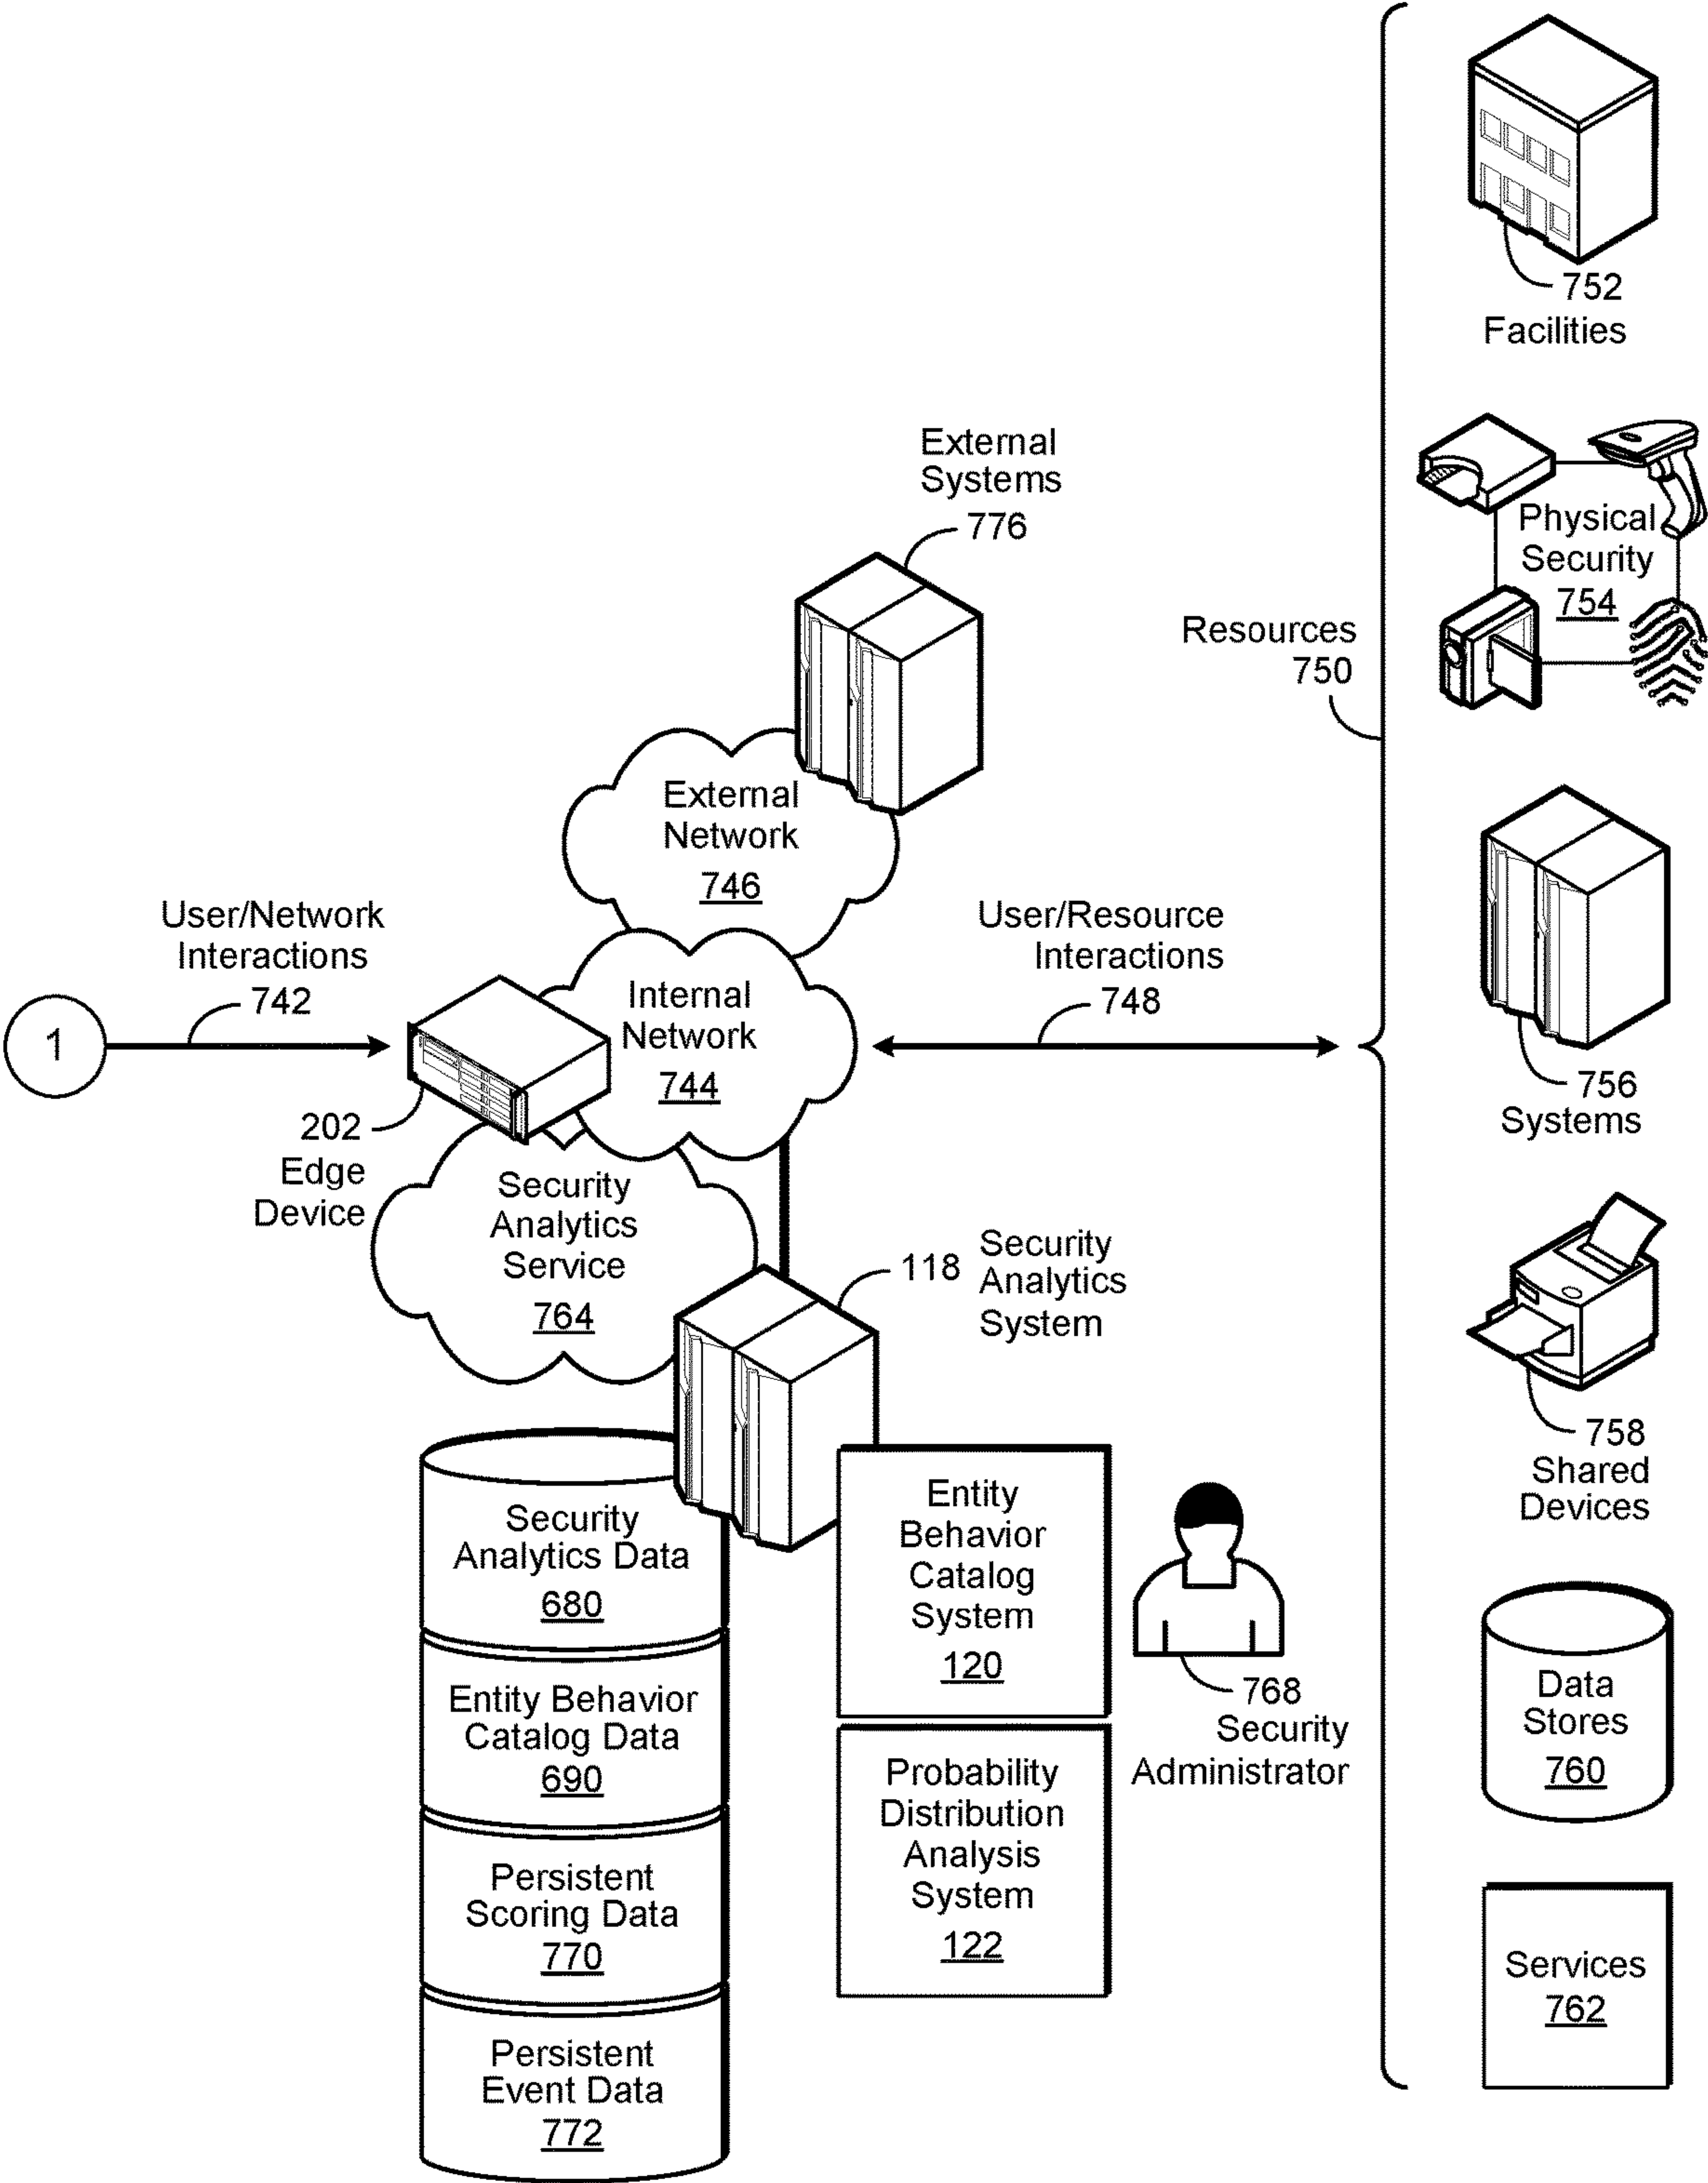 752
Facilities
External
Systems
776
Physical
Security
754
Resources
750
External
Network
746
User/Network
Interactions
742
User/Resource
Interactions
748
1
Internal
Network
744
756
Systems
202
Edge
Device
Security
Analytics
Service
764
118
Security
Analytics
System
758
Shared
Devices
Security
Analytics Data
680
Entity
Behavior
Catalog
System
120
768
Security
Administrator
Entity Behavior
Catalog Data
690
Data
Stores
760
Probability
Distribution
Analysis
System
122
Persistent
Scoring Data
770
Services
762
Persistent
Event Data
772